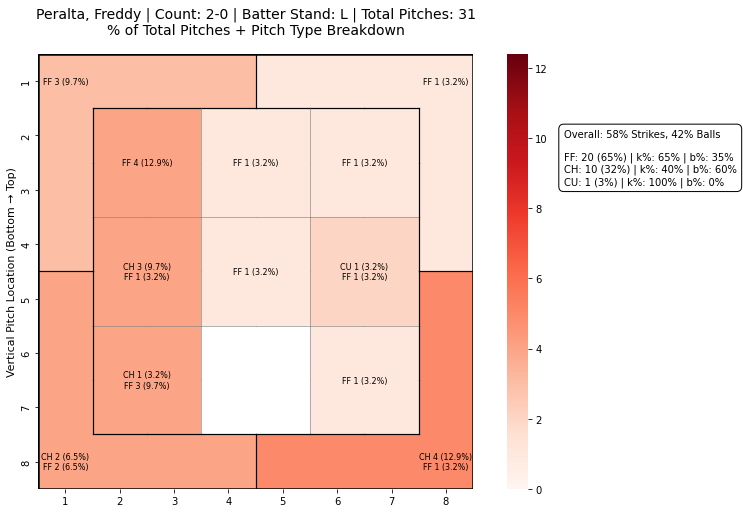 Peralta, Freddy | Count: 2-0 | Batter Stand: L | Total Pitches: 31
% of Total Pitches + Pitch Type Breakdown
Vertical Pitch Location (Bottom → Top)
1
2
3
4
5
6
7
8
FF 3 (9.7%)
FF 1 (3.2%)
FF 4 (12.9%)
FF 1 (3.2%)
FF 1 (3.2%)
CH 3 (9.7%)
FF 1 (3.2%)
FF 1 (3.2%)
CU 1 (3.2%)
FF 1 (3.2%)
CH 1 (3.2%)
FF 3 (9.7%)
FF 1 (3.2%)
CH 2 (6.5%)
FF 2 (6.5%)
CH 4 (12.9%)
FF 1 (3.2%)
1
2
3
4
5
6
7
8
12
10
8
6
4
2
0
Overall: 58% Strikes, 42% Balls
FF: 20 (65%) | k%: 65% | b%: 35%
CH: 10 (32%) | k%: 40% | b%: 60%
CU: 1 (3%) | k%: 100% | b%: 0%